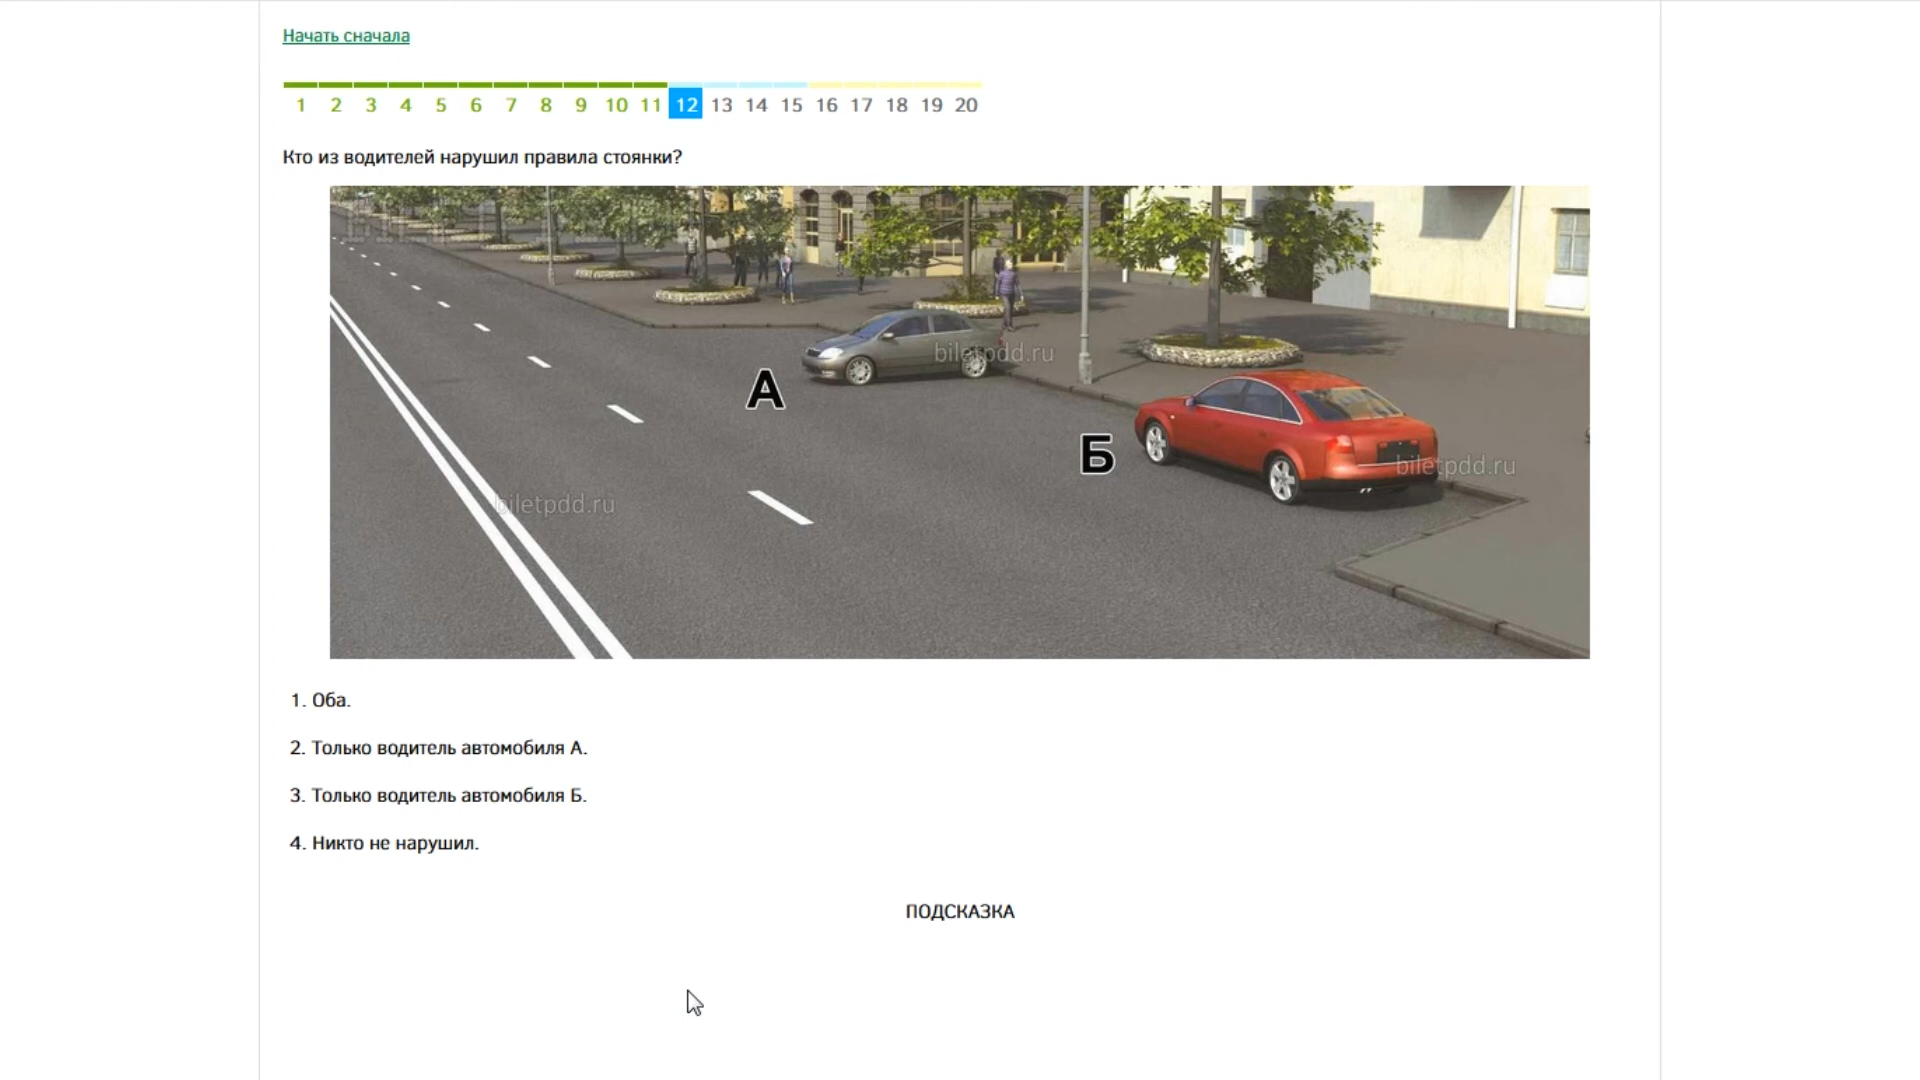 Начать сначала
1 2 3 4 5 6 7 8 9 10 11 12 13 14 15 16 17 18 19 20
Кто из водителей нарушил правила стоянки?
biletpdd.ru
А
Б
biletpdd.ru
biletpdd.ru
1. Оба.
2. Только водитель автомобиля А.
3. Только водитель автомобиля Б.
4. Никто не нарушил.
ПОДСКАЗКА